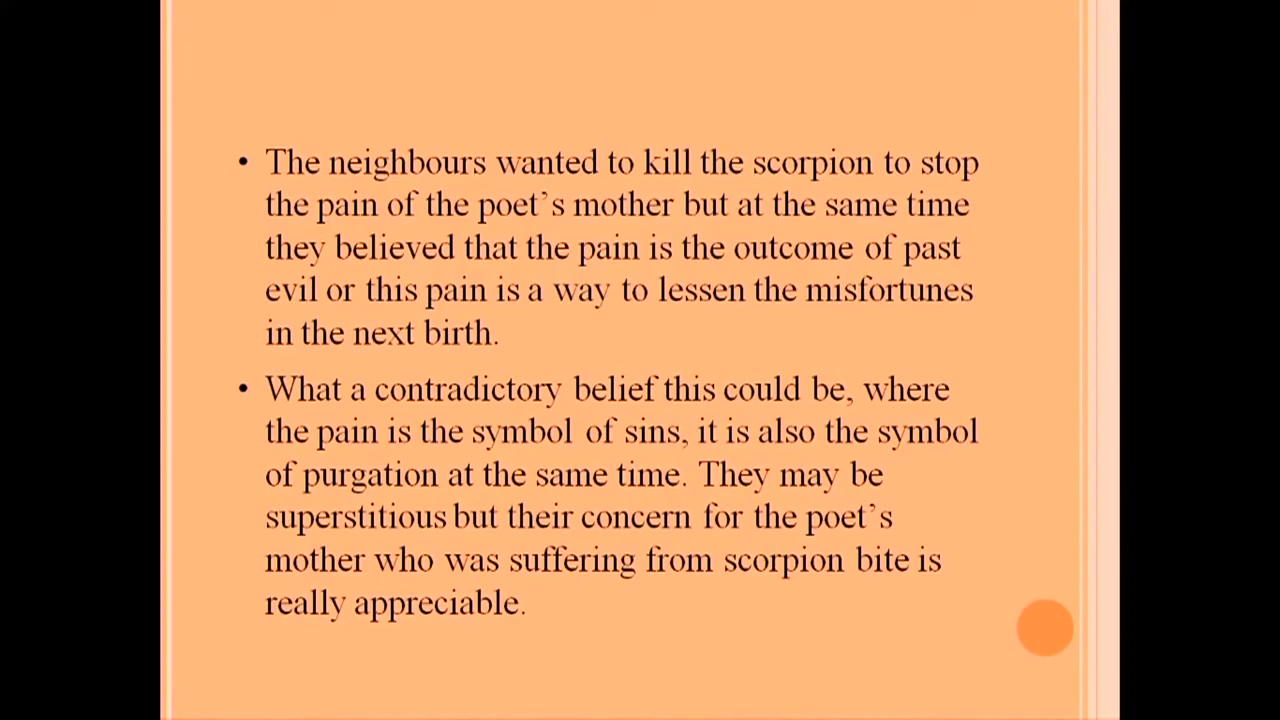 • The neighbours wanted to kill the scorpion to stop
the pain of the poet’s mother but at the same time
they believed that the pain is the outcome of past
evil or this pain is a way to lessen the misfortunes
in the next birth.
• What a contradictory belief this could be, where
the pain is the symbol of sins, it is also the symbol
of purgation at the same time. They may be
superstitious but their concern for the poet’s
mother who was suffering from scorpion bite is
really appreciable.